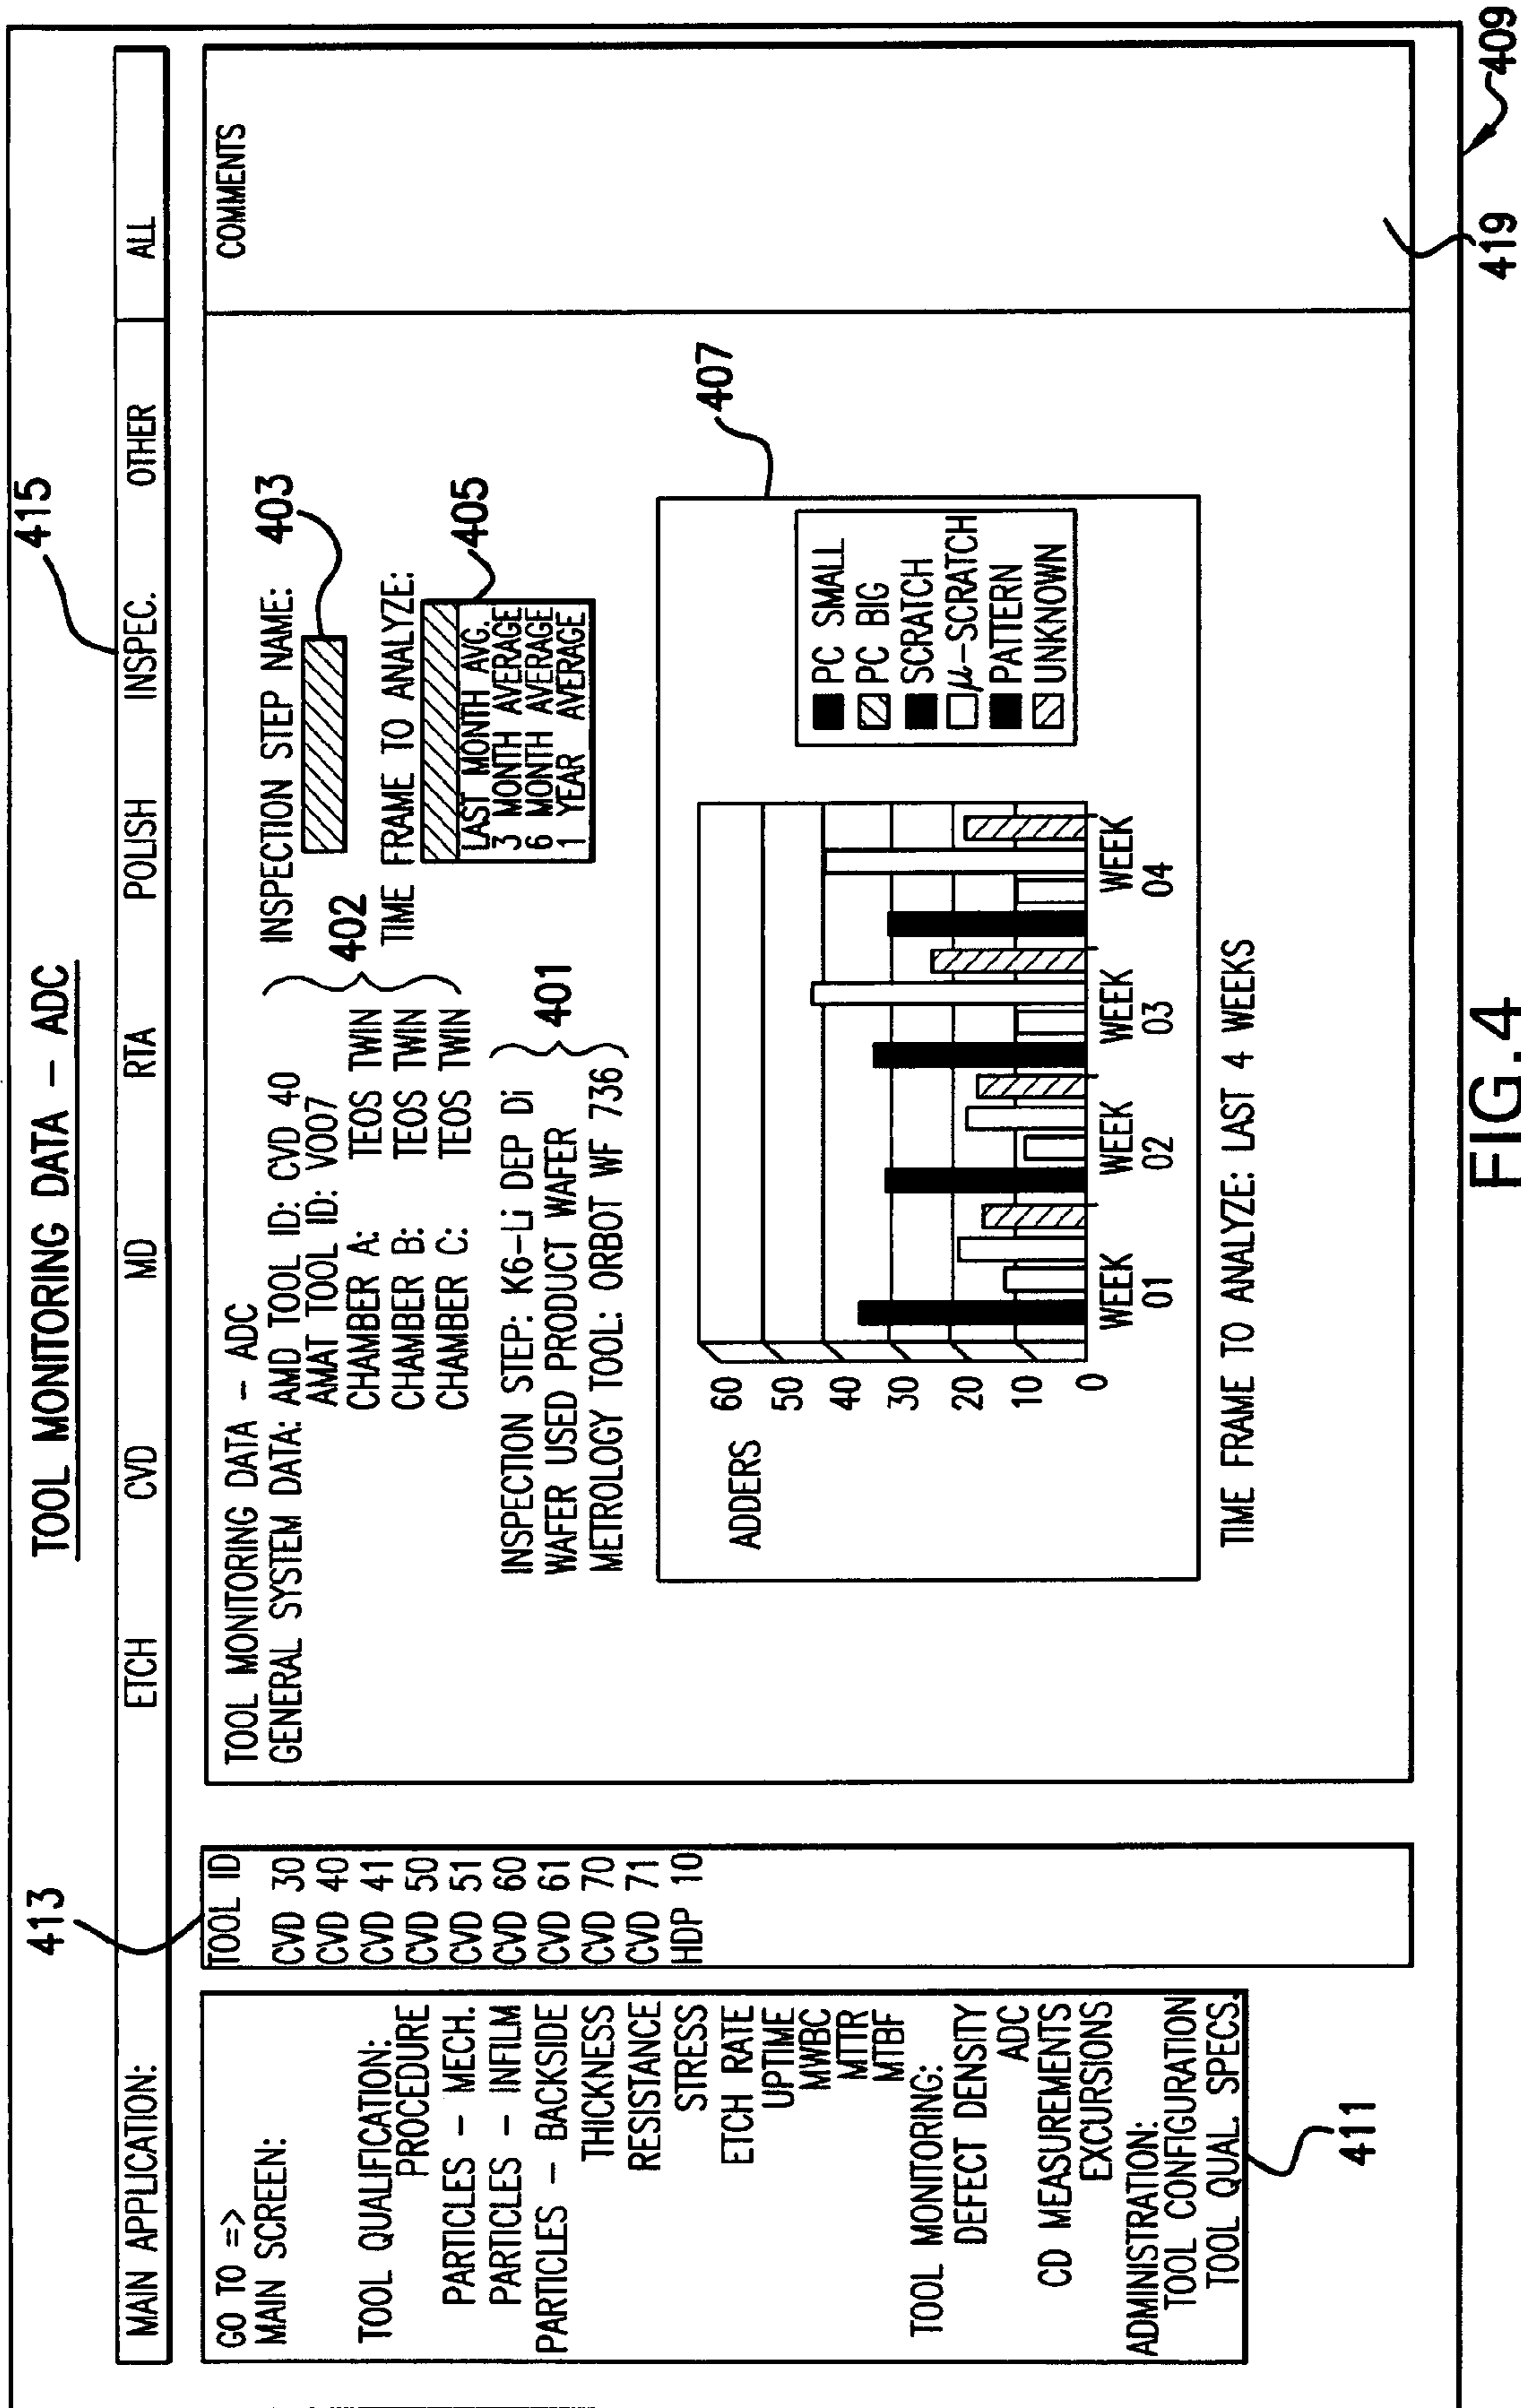 TOOL MONITORING DATA - ADC
415
413
MAIN APPLICATION: ETCH CVD MD RTA POLISH INSPEC. OTHER ALL
GO TO =>
MAIN SCREEN:
TOOL QUALIFICATION:
PROCEDURE
PARTICLES - MECH.
PARTICLES - INFILM
PARTICLES - BACKSIDE
THICKNESS
RESISTANCE
STRESS
ETCH RATE
UPTIME
MWBC
MTTR
MTBF
TOOL MONITORING:
DEFECT DENSITY
ADC
CD MEASUREMENTS
EXCURSIONS
ADMINISTRATION:
TOOL CONFIGURATION
TOOL QUAL. SPECS.
411
TOOL ID
CVD 30
CVD 40
CVD 41
CVD 50
CVD 51
CVD 60
CVD 61
CVD 70
CVD 71
HDP 10
TOOL MONITORING DATA - ADC
GENERAL SYSTEM DATA: AMD TOOL ID: CVD 40
AMAT TOOL ID: V007
CHAMBER A: TEOS TWIN
CHAMBER B: TEOS TWIN
CHAMBER C: TEOS TWIN
402
INSPECTION STEP: K6-Li DEP Di
WAFER USED PRODUCT WAFER
METROLOGY TOOL: ORBOT WF 736
401
INSPECTION STEP NAME:
403
TIME FRAME TO ANALYZE:
LAST MONTH AVG.
3 MONTH AVERAGE
6 MONTH AVERAGE
1 YEAR AVERAGE
405
407
ADDERS
60
50
40
30
20
10
0
WEEK 01
WEEK 02
WEEK 03
WEEK 04
PC SMALL
PC BIG
SCRATCH
μ-SCRATCH
PATTERN
UNKNOWN
TIME FRAME TO ANALYZE: LAST 4 WEEKS
COMMENTS
419
409
FIG.4